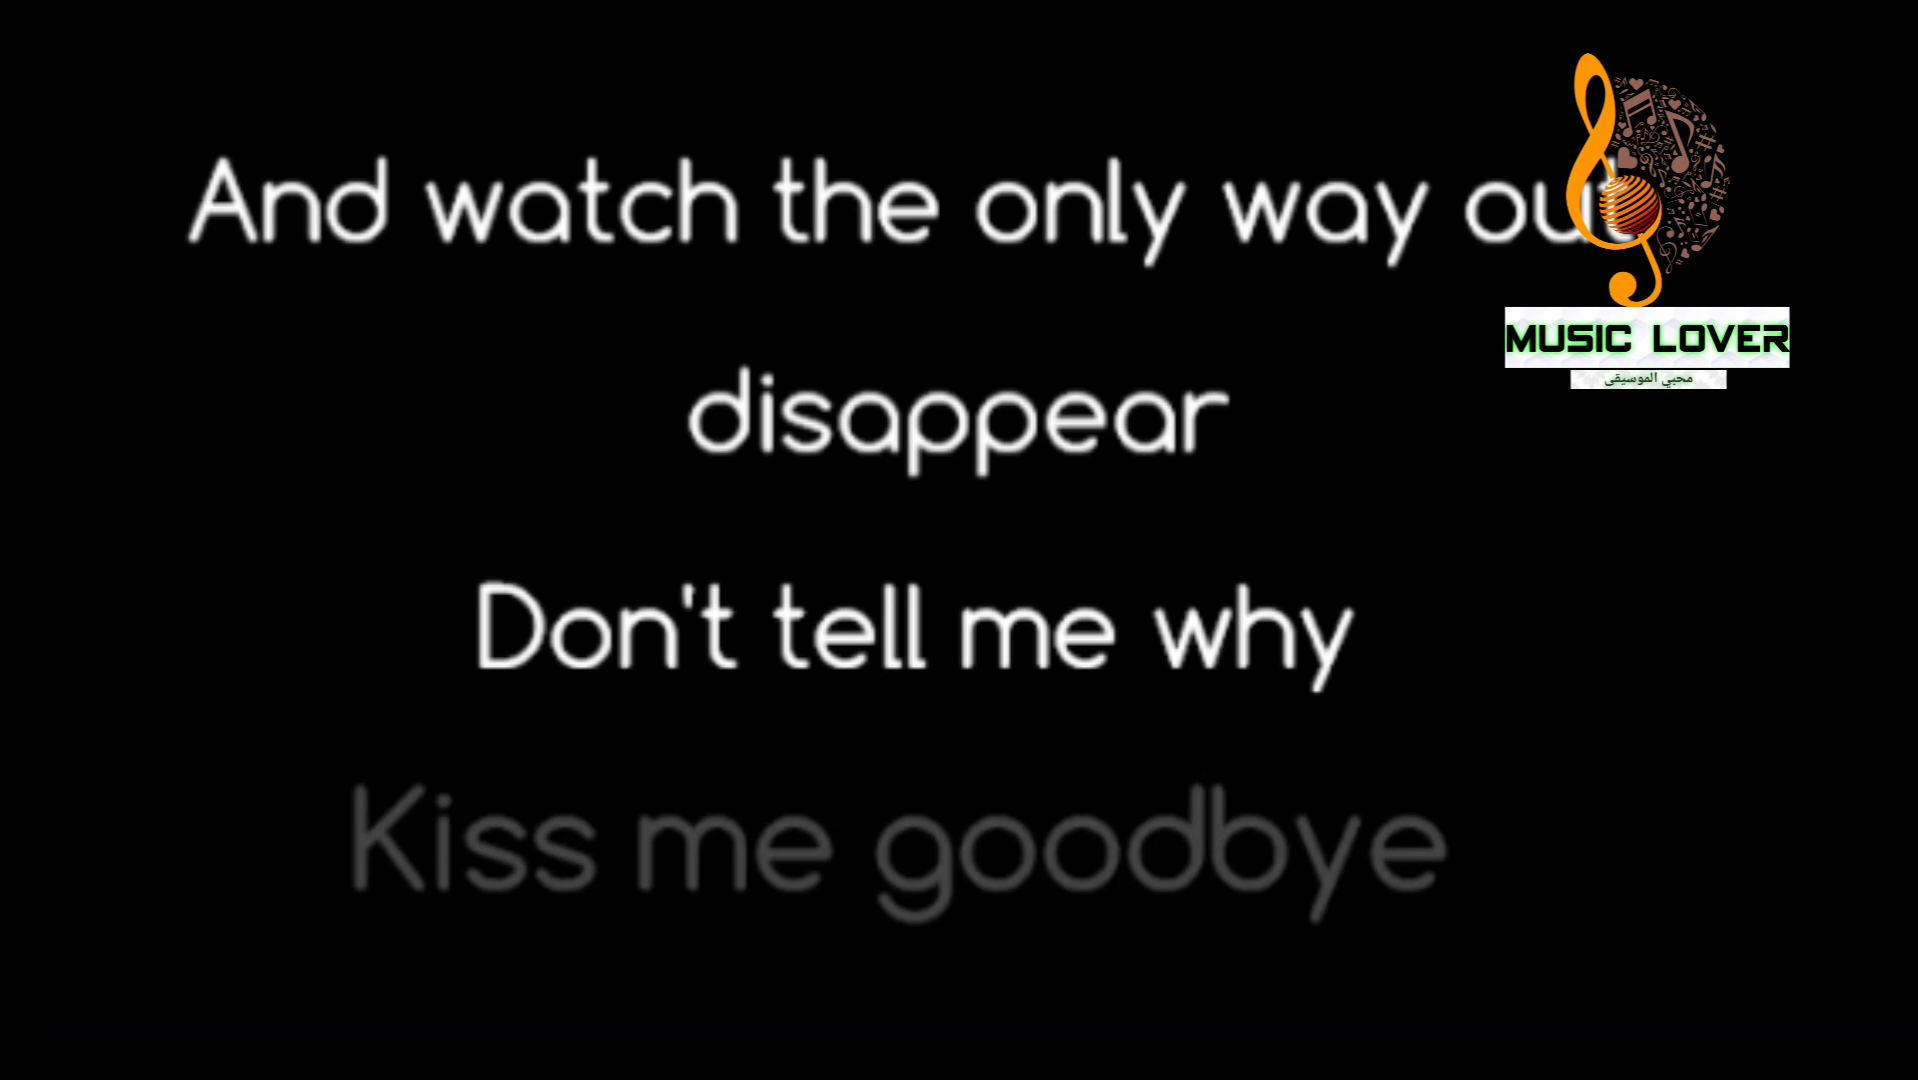 And watch the only way out
disappear
Don't tell me why
Kiss me goodbye
MUSIC LOVER
محبي الموسيقى